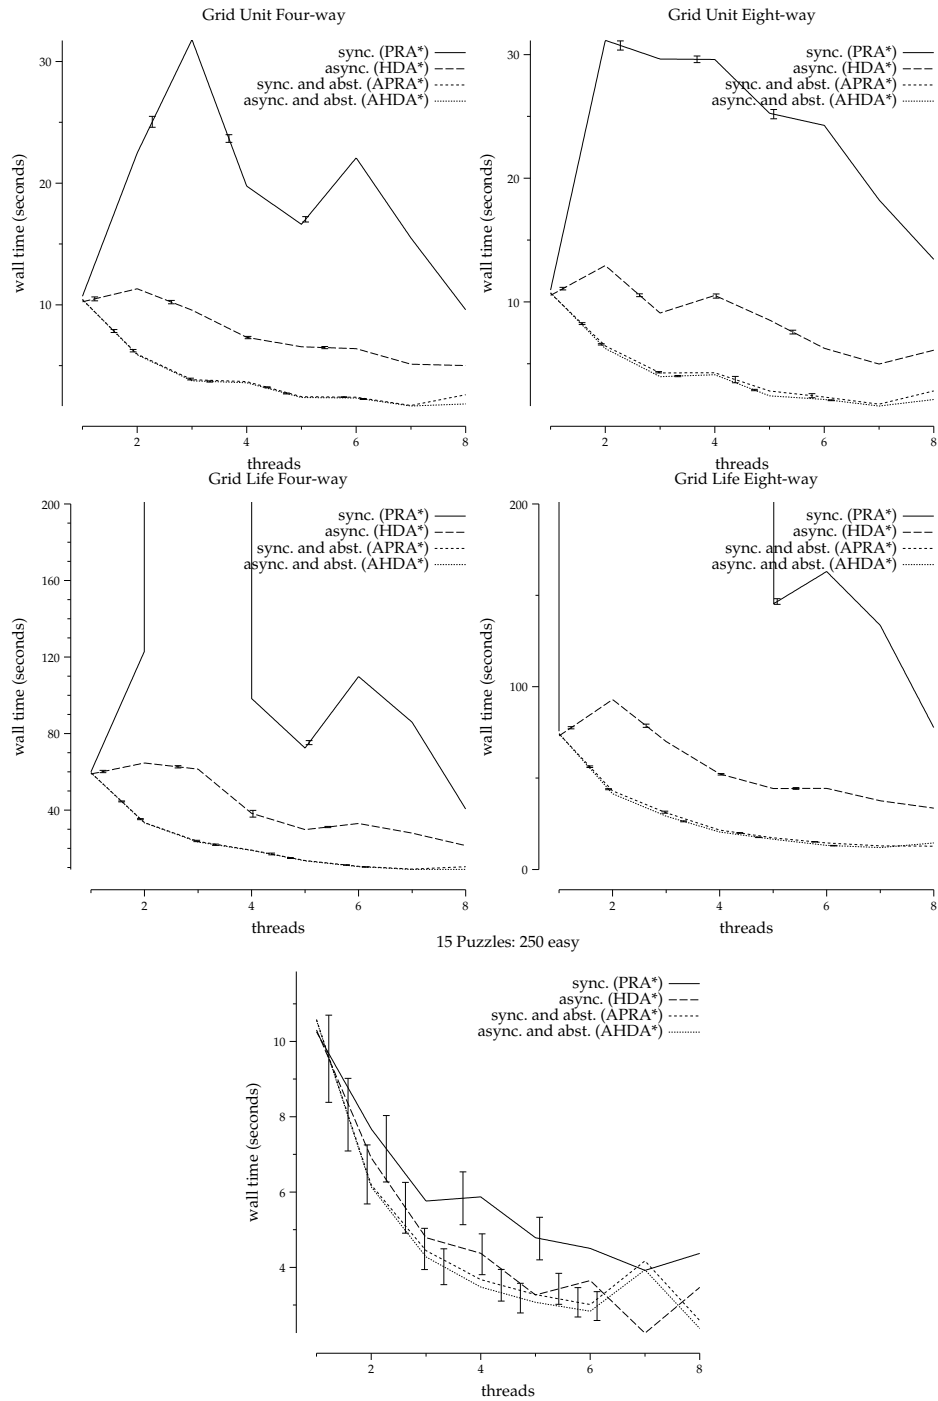 Grid Unit Four-way
sync. (PRA*)
async. (HDA*)
sync. and abst. (APRA*)
async. and abst. (AHDA*)
wall time (seconds)
30
20
10
2 4 6 8
threads
Grid Unit Eight-way
sync. (PRA*)
async. (HDA*)
sync. and abst. (APRA*)
async. and abst. (AHDA*)
wall time (seconds)
30
20
10
2 4 6 8
threads
Grid Life Four-way
sync. (PRA*)
async. (HDA*)
sync. and abst. (APRA*)
async. and abst. (AHDA*)
wall time (seconds)
200
160
120
80
40
2 4 6 8
threads
Grid Life Eight-way
sync. (PRA*)
async. (HDA*)
sync. and abst. (APRA*)
async. and abst. (AHDA*)
wall time (seconds)
200
100
0
2 4 6 8
threads
15 Puzzles: 250 easy
sync. (PRA*)
async. (HDA*)
sync. and abst. (APRA*)
async. and abst. (AHDA*)
wall time (seconds)
10
8
6
4
2 4 6 8
threads